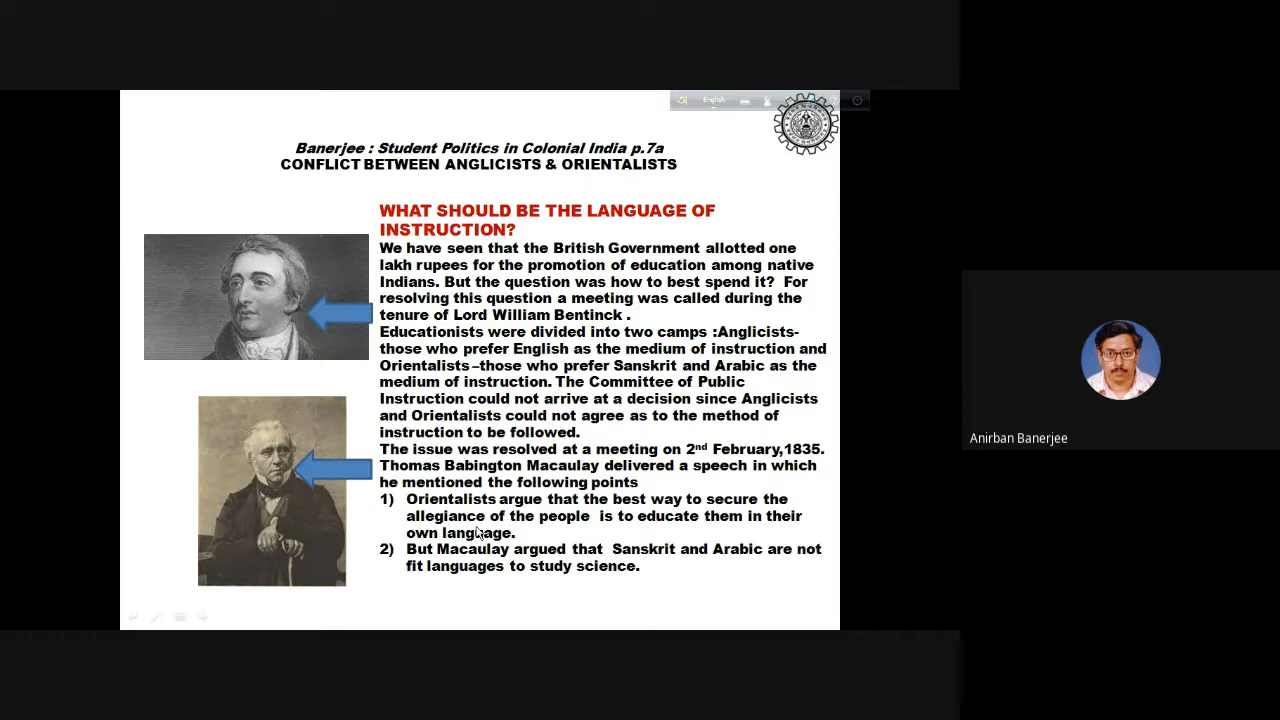 English
Banerjee : Student Politics in Colonial India p.7a
CONFLICT BETWEEN ANGLICISTS & ORIENTALISTS
WHAT SHOULD BE THE LANGUAGE OF
INSTRUCTION?
We have seen that the British Government allotted one
lakh rupees for the promotion of education among native
Indians. But the question was how to best spend it? For
resolving this question a meeting was called during the
tenure of Lord William Bentinck .
Educationists were divided into two camps :Anglicists-
those who prefer English as the medium of instruction and
Orientalists –those who prefer Sanskrit and Arabic as the
medium of instruction. The Committee of Public
Instruction could not arrive at a decision since Anglicists
and Orientalists could not agree as to the method of
instruction to be followed.
The issue was resolved at a meeting on 2nd February,1835.
Thomas Babington Macaulay delivered a speech in which
he mentioned the following points
1) Orientalists argue that the best way to secure the
allegiance of the people is to educate them in their
own language.
2) But Macaulay argued that Sanskrit and Arabic are not
fit languages to study science.
Anirban Banerjee